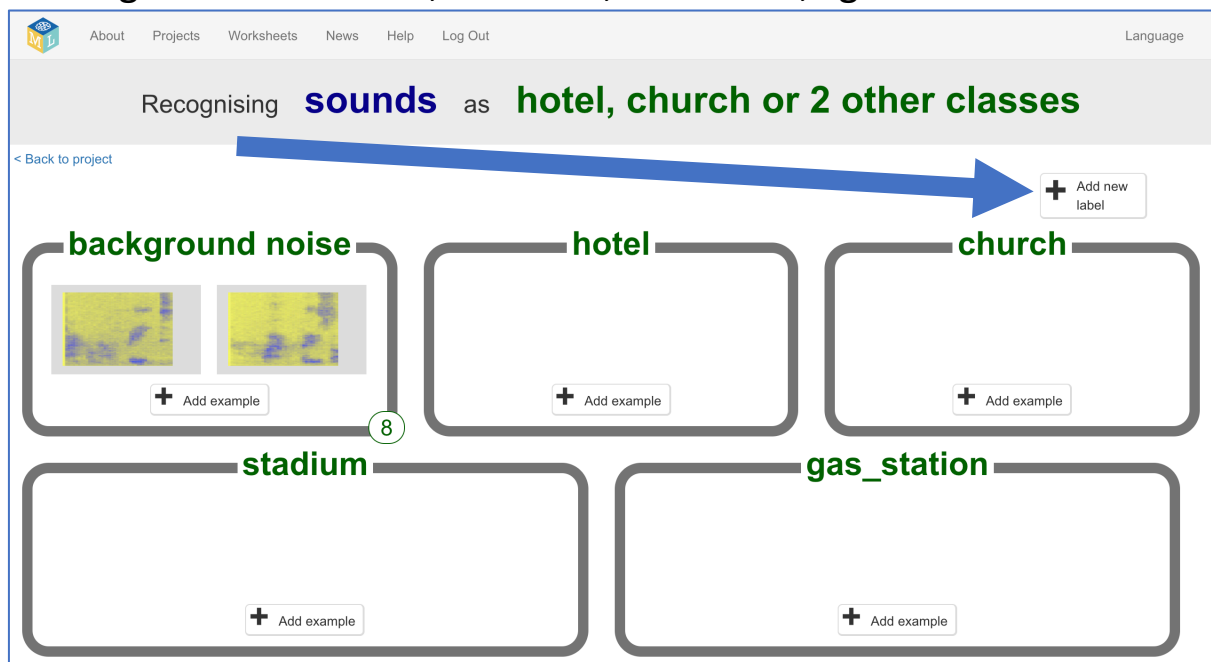 About Projects Worksheets News Help Log Out Language
Recognising sounds as hotel, church or 2 other classes
< Back to project
Add new
label
background noise hotel church
Add example Add example Add example
8
stadium gas_station
Add example Add example